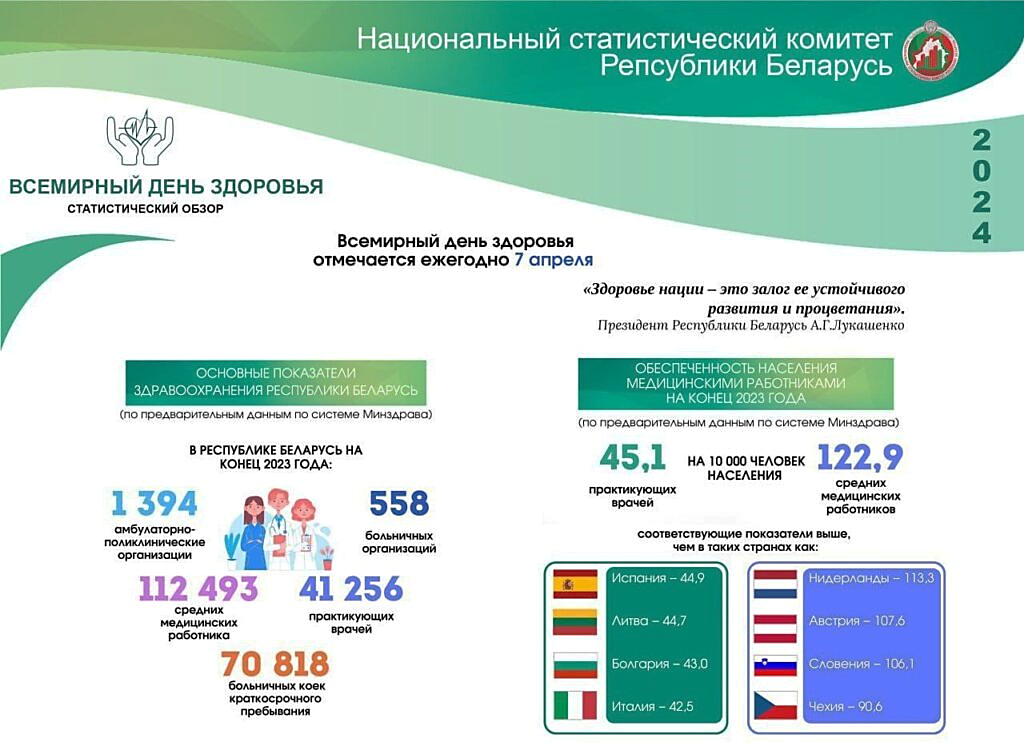 Национальный статистический комитет
Репсублики Беларусь
2
0
2
4
ВСЕМИРНЫЙ ДЕНЬ ЗДОРОВЬЯ
СТАТИСТИЧЕСКИЙ ОБЗОР
Всемирный день здоровья
отмечается ежегодно 7 апреля
«Здоровье нации – это залог ее устойчивого
развития и процветания».
Президент Республики Беларусь А.Г.Лукашенко
ОСНОВНЫЕ ПОКАЗАТЕЛИ
ЗДРАВООХРАНЕНИЯ РЕСПУБЛИКИ БЕЛАРУСЬ
(по предварительным данным по системе Минздрава)
В РЕСПУБЛИКЕ БЕЛАРУСЬ НА
КОНЕЦ 2023 ГОДА:
1 394
амбулаторно-
поликлинические
организации
558
больничных
организаций
112 493
средних
медицинских
работника
41 256
практикующих
врачей
70 818
больничных коек
краткосрочного
пребывания
ОБЕСПЕЧЕННОСТЬ НАСЕЛЕНИЯ
МЕДИЦИНСКИМИ РАБОТНИКАМИ
НА КОНЕЦ 2023 ГОДА
(по предварительным данным по системе Минздрава)
45,1
практикующих
врачей
НА 10 000 ЧЕЛОВЕК
НАСЕЛЕНИЯ
122,9
средних
медицинских
работников
соответствующие показатели выше,
чем в таких странах как:
Испания – 44,9
Литва – 44,7
Болгария – 43,0
Италия – 42,5
Нидерланды – 113,3
Австрия – 107,6
Словения – 106,1
Чехия – 90,6